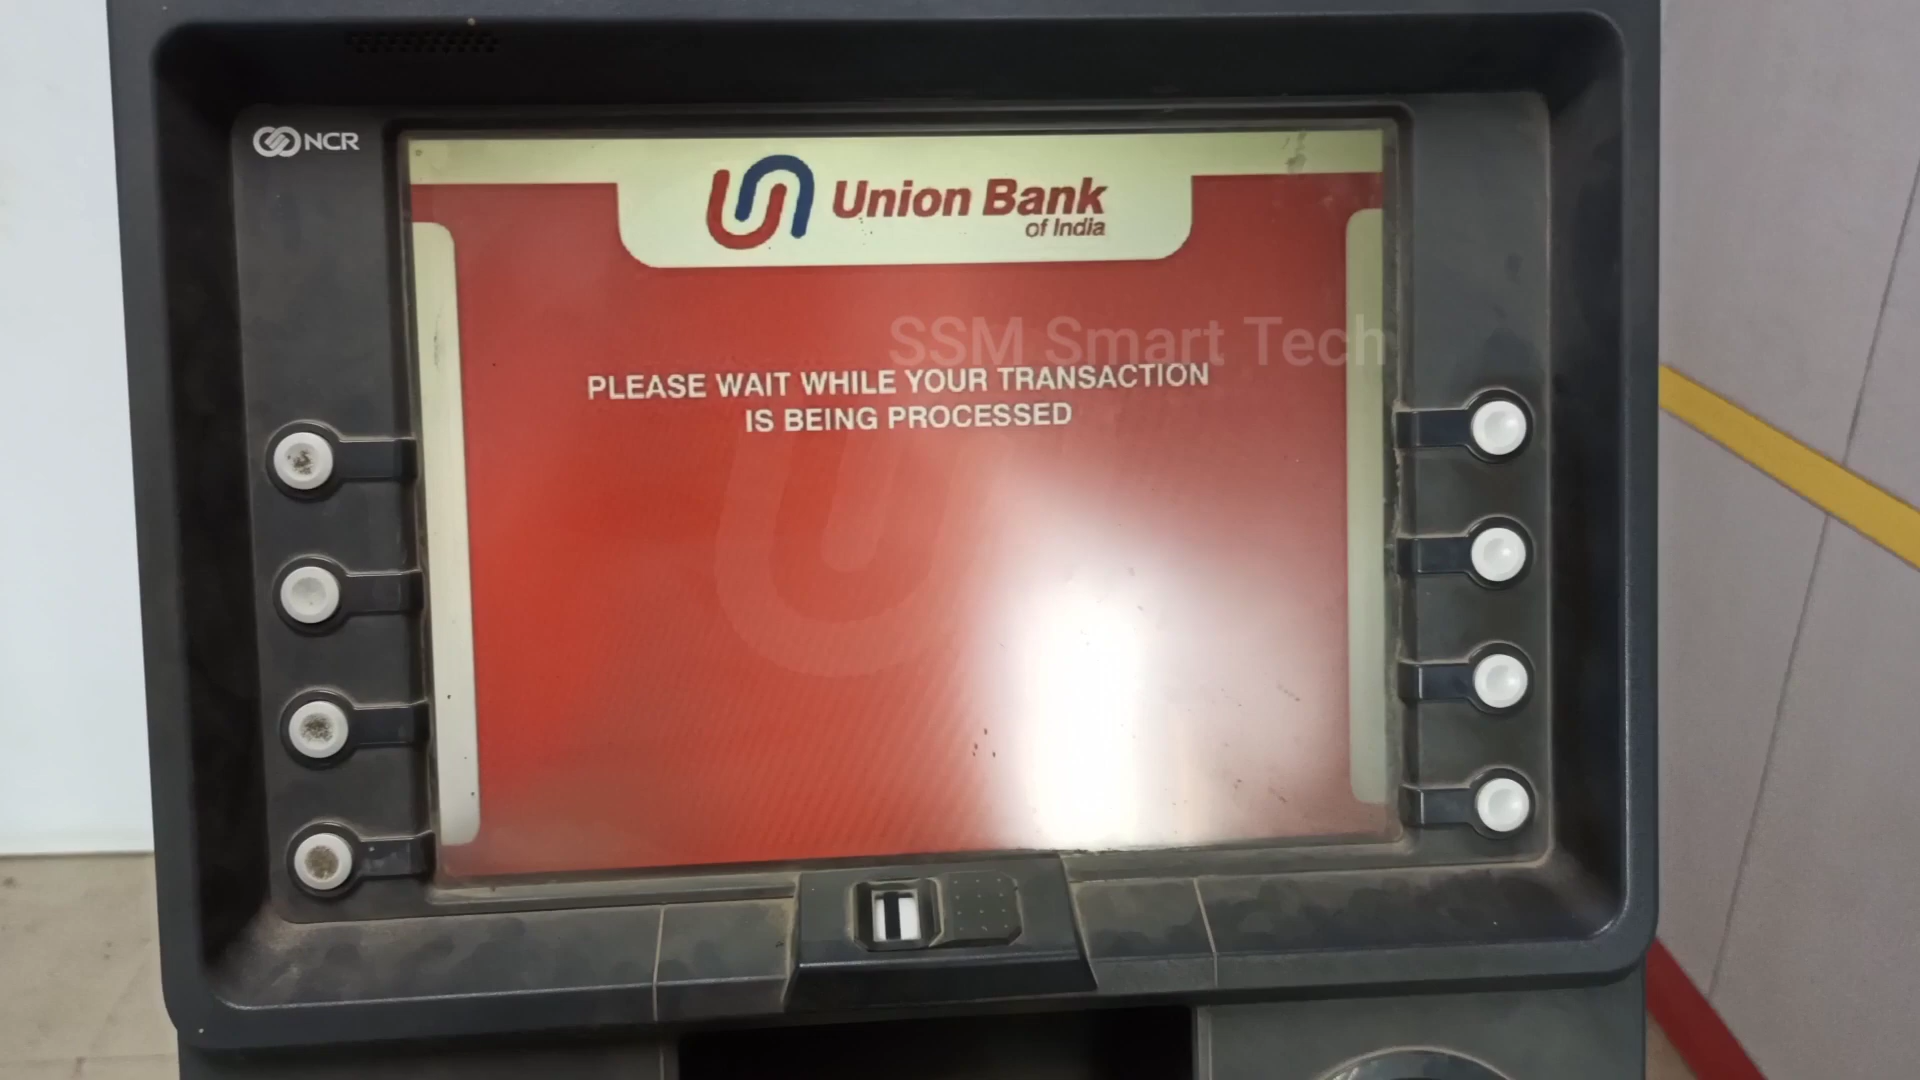 NCR
Union Bank
of India
SSM Smart Tech
PLEASE WAIT WHILE YOUR TRANSACTION
IS BEING PROCESSED